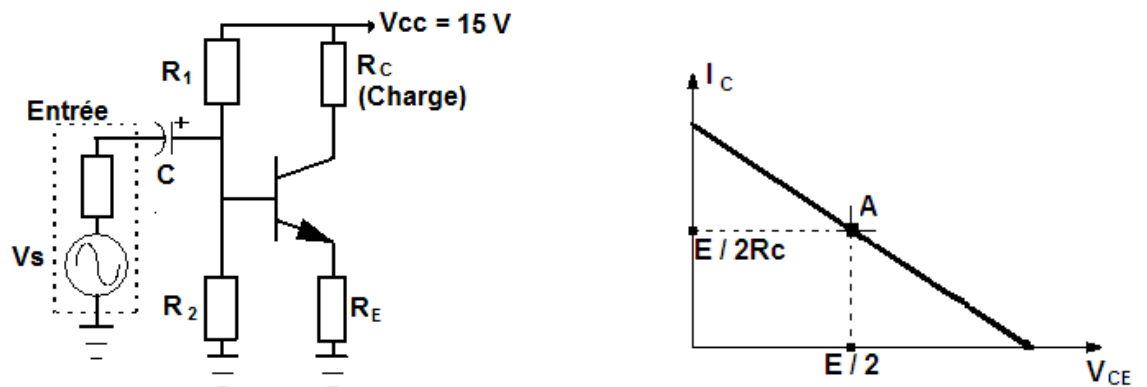 Vcc = 15 V
R1
RC
(Charge)
Entrée
+
C
Vs
R2
RE
IC
A
E / 2Rc
E / 2
VCE